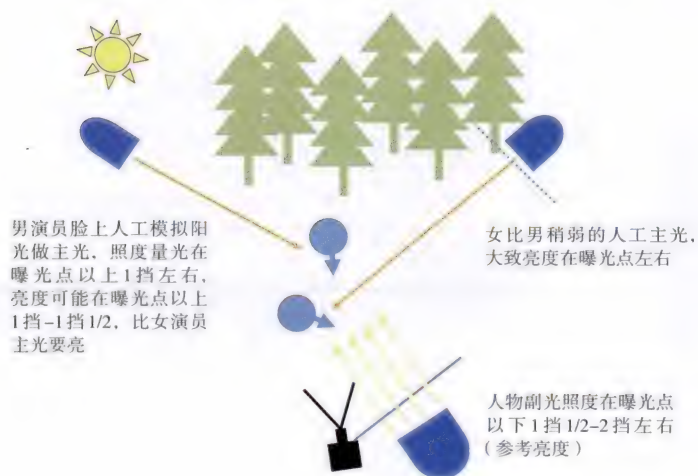 男演员脸上人工模拟阳
光做主光，照度量光在
曝光点以上1挡左右，
亮度可能在曝光点以上
1挡-1挡1/2，比女演员
主光要亮
女比男稍弱的人工主光，
大致亮度在曝光点左右
人物副光照度在曝光点
以下1挡1/2-2挡左右
（参考亮度）